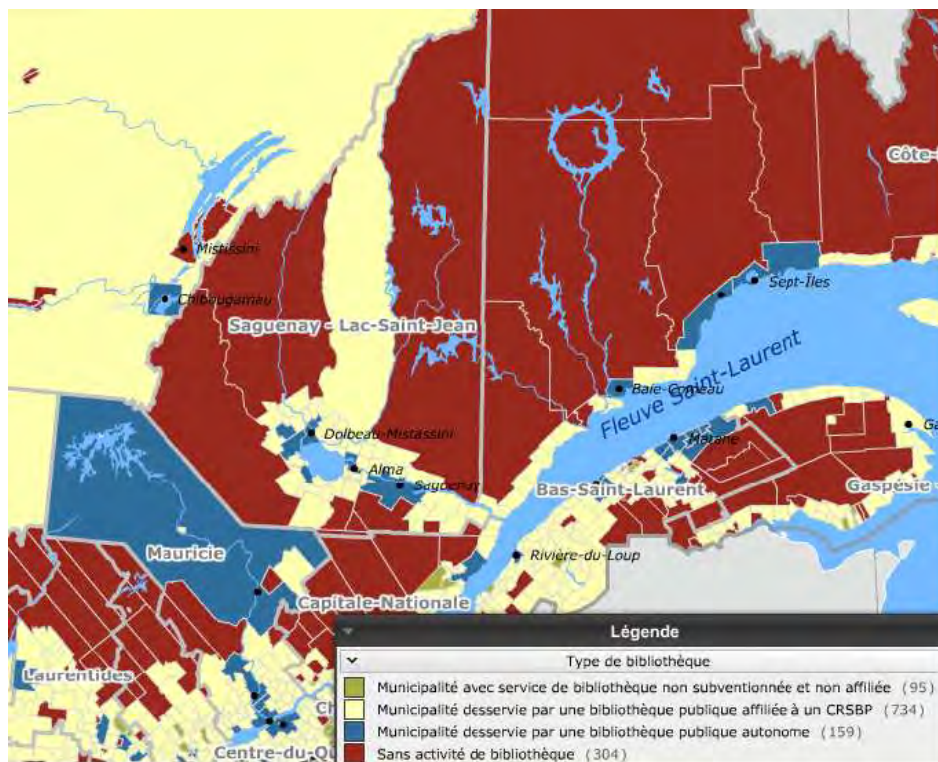 Côte-
Mistissini
Sept-Îles
Chibougamau
Saguenay - Lac-Saint-Jean
Fleuve Saint-Laurent
Baie-Comeau
Dolbeau-Mistassini
Matane
Alma
Saguenay
Bas-Saint-Laurent
Gaspésie
Mauricie
Rivière-du-Loup
Capitale-Nationale
Laurentides
Centre-du-Qu
Légende
Type de bibliothèque
Municipalité avec service de bibliothèque non subventionnée et non affiliée (95)
Municipalité desservie par une bibliothèque publique affiliée à un CRSBP (734)
Municipalité desservie par une bibliothèque publique autonome (159)
Sans activité de bibliothèque (304)